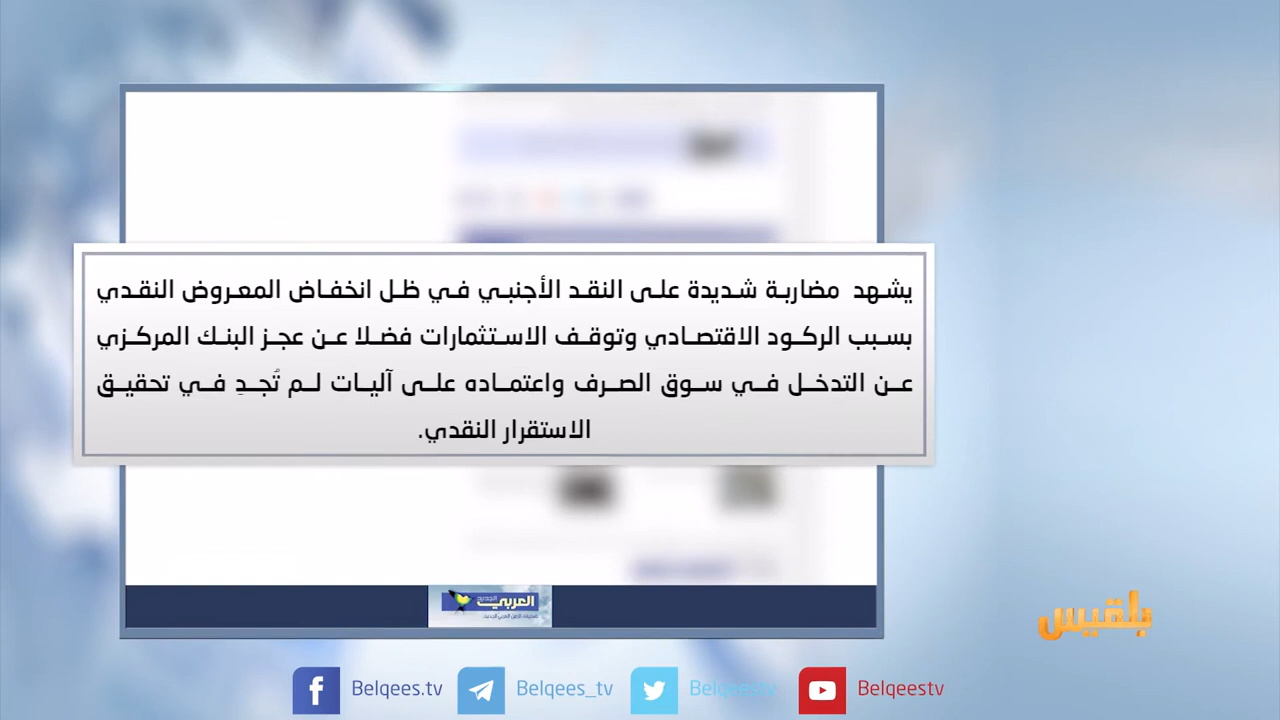 يشهد مضاربة شديدة على النقد الأجنبي في ظل انخفاض المعروض النقدي
بسبب الركود الاقتصادي وتوقف الاستثمارات فضلا عن عجز البنك المركزي
عن التدخل في سوق الصرف واعتماده على آليات لم تُجدِ في تحقيق
الاستقرار النقدي.
العربي الجديد
بلقيس
Belqees.tv
Belqees_tv
Belqeestv
Belqeestv